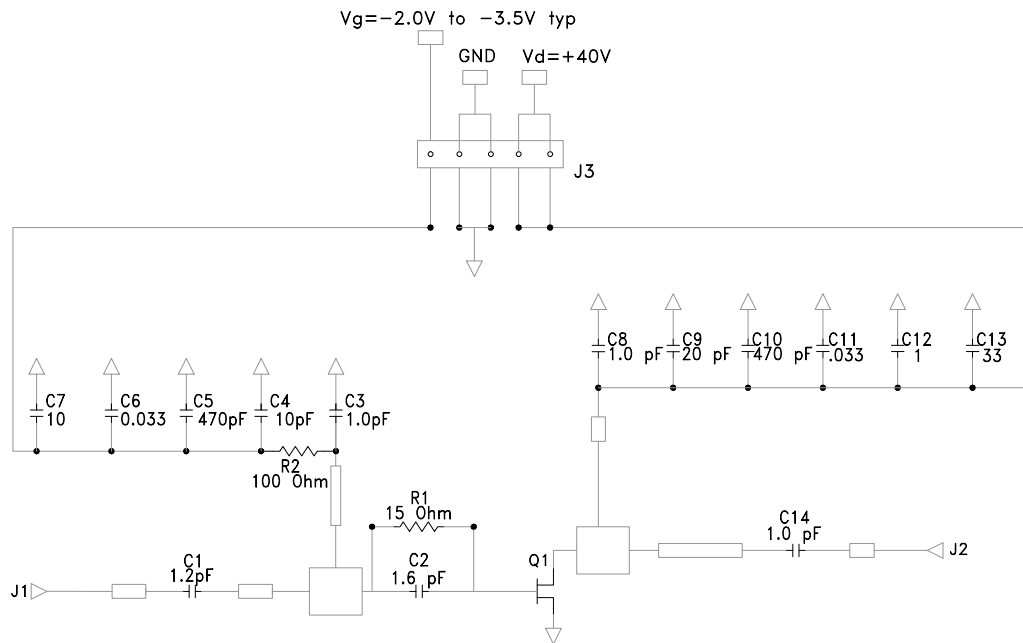 Vg=-2.0V to -3.5V typ
GND
Vd=+40V
J3
C8
1.0 pF
C9
20 pF
C10
470 pF
C11
.033
C12
1
C13
33
C7
10
C6
0.033
C5
470pF
C4
10pF
C3
1.0pF
R2
100 Ohm
R1
15 Ohm
C14
1.0 pF
J2
Q1
C1
1.2pF
C2
1.6 pF
J1